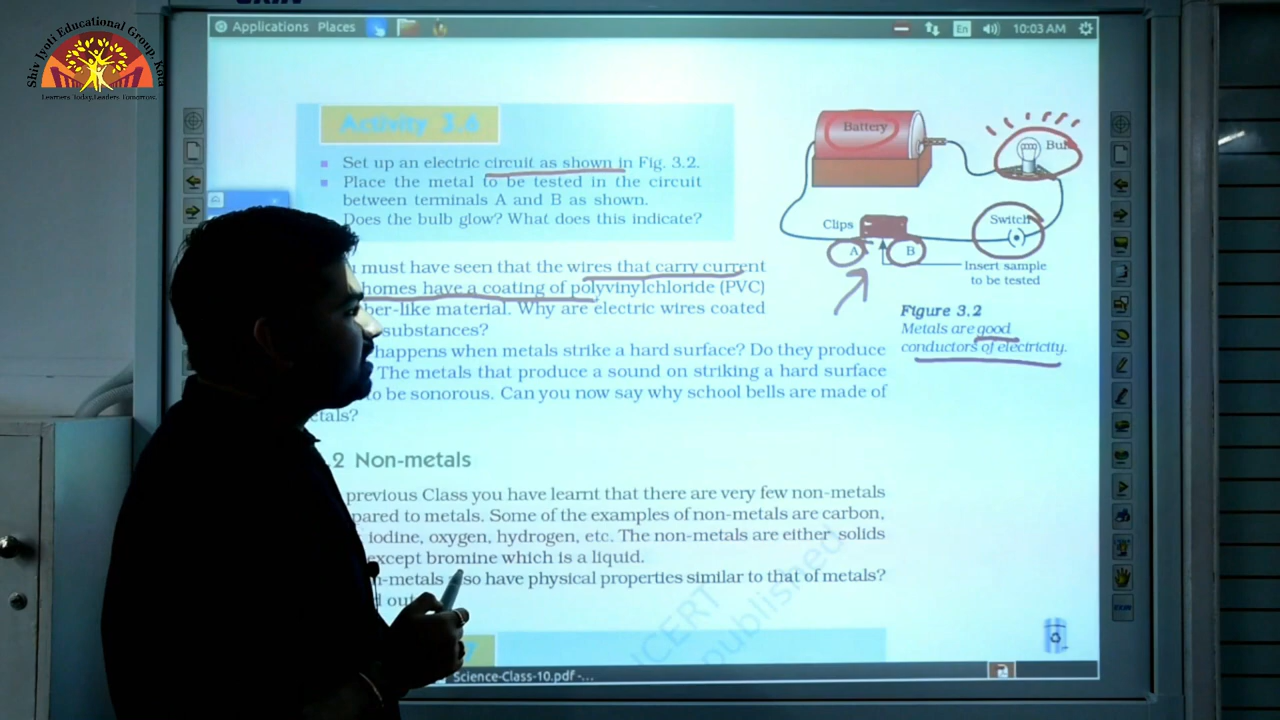 Shiv Jyoti Educational Group, Kota
Learners Today, Leaders Tomorrow.
Applications Places
En
10:03 AM
Activity 3.6
Set up an electric circuit as shown in Fig. 3.2.
Place the metal to be tested in the circuit
between terminals A and B as shown.
Does the bulb glow? What does this indicate?
Battery
Clips
Switch
A
B
Insert sample
to be tested
Figure 3.2
Metals are good
conductors of electricity.
must have seen that the wires that carry current
homes have a coating of polyvinylchloride (PVC)
ber-like material. Why are electric wires coated
substances?
happens when metals strike a hard surface? Do they produce
The metals that produce a sound on striking a hard surface
to be sonorous. Can you now say why school bells are made of
etals?
.2 Non-metals
previous Class you have learnt that there are very few non-metals
pared to metals. Some of the examples of non-metals are carbon,
iodine, oxygen, hydrogen, etc. The non-metals are either solids
except bromine which is a liquid.
n-metals also have physical properties similar to that of metals?
d out
NCERT
published
Science-Class-10.pdf -...